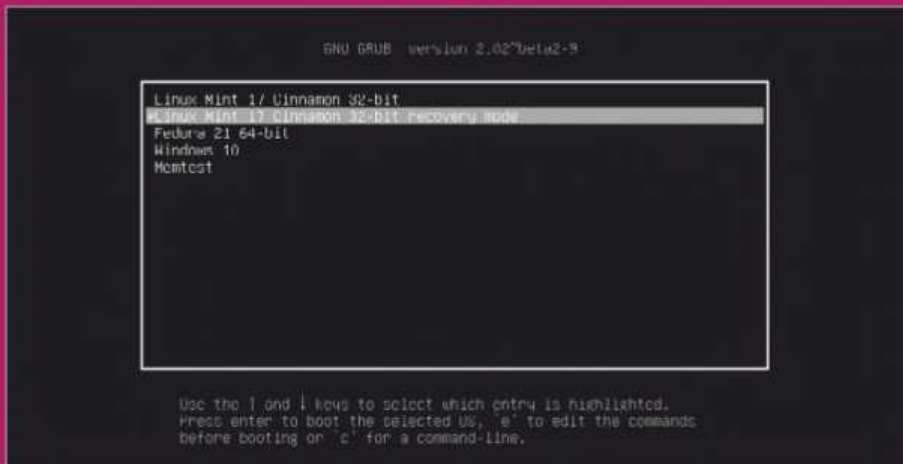 GNU GRUB version 2.02~beta2-9
Linux Mint 17 Cinnamon 32-bit
*Linux Mint 17 Cinnamon 32-bit recovery mode
Fedora 21 64-bit
Windows 10
Memtest
Use the ↑ and ↓ keys to select which entry is highlighted.
Press enter to boot the selected OS, `e' to edit the commands
before booting or `c' for a command-line.